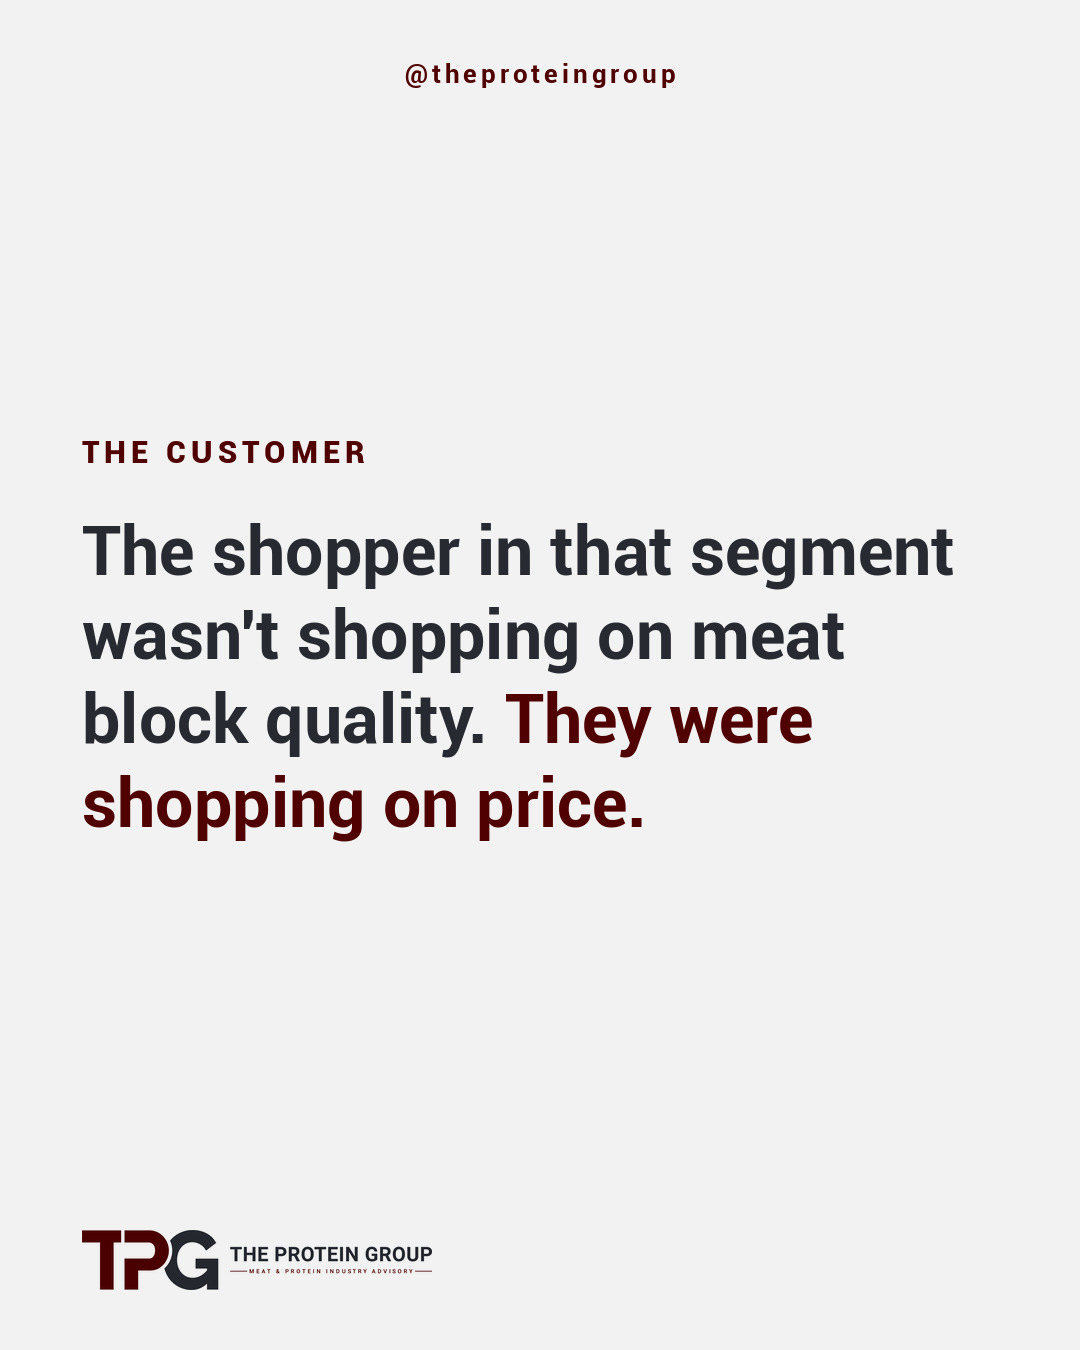 @theproteingroup
THE CUSTOMER
The shopper in that segment
wasn't shopping on meat
block quality. They were
shopping on price.
TPG
THE PROTEIN GROUP
MEAT & PROTEIN INDUSTRY ADVISORY